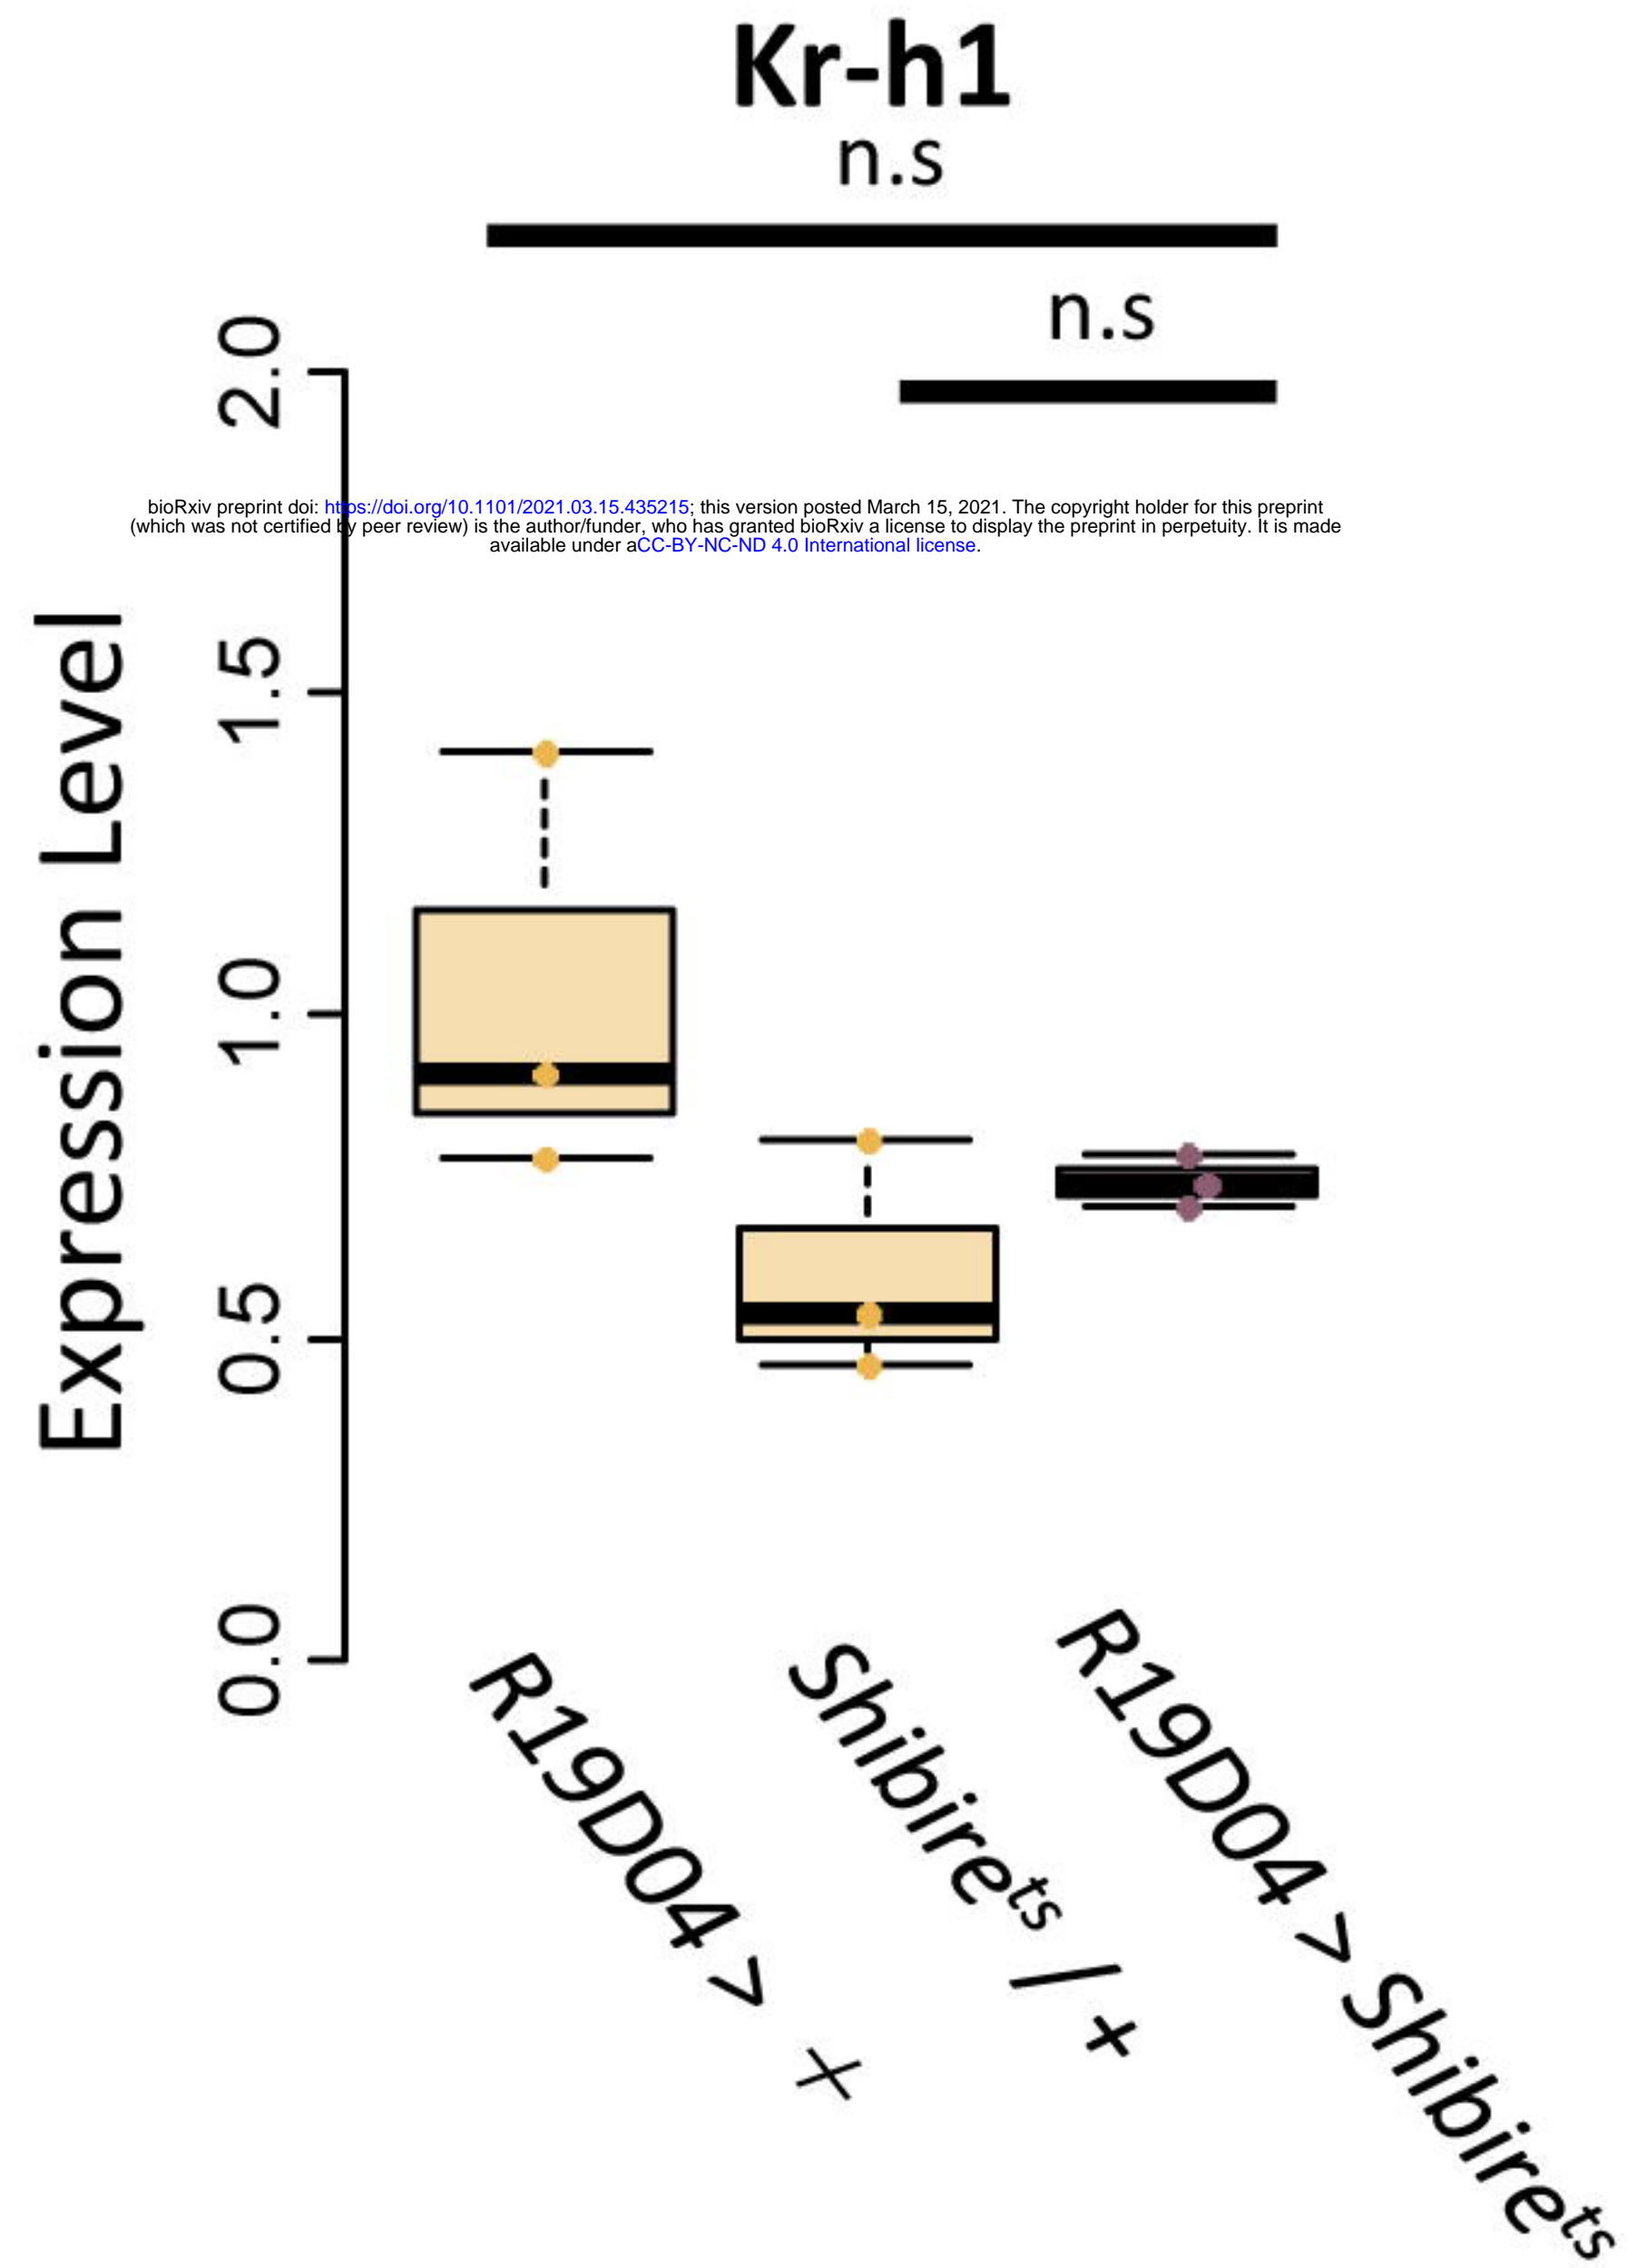 Kr-h1
n.s
n.s
2.0
bioRxiv preprint doi: https://doi.org/10.1101/2021.03.15.435215; this version posted March 15, 2021. The copyright holder for this preprint
(which was not certified by peer review) is the author/funder, who has granted bioRxiv a license to display the preprint in perpetuity. It is made
available under aCC-BY-NC-ND 4.0 International license.
Expression Level
1.5
1.0
0.5
0.0
R19D04 > +
Shibire^ts / +
R19D04 > Shibire^ts